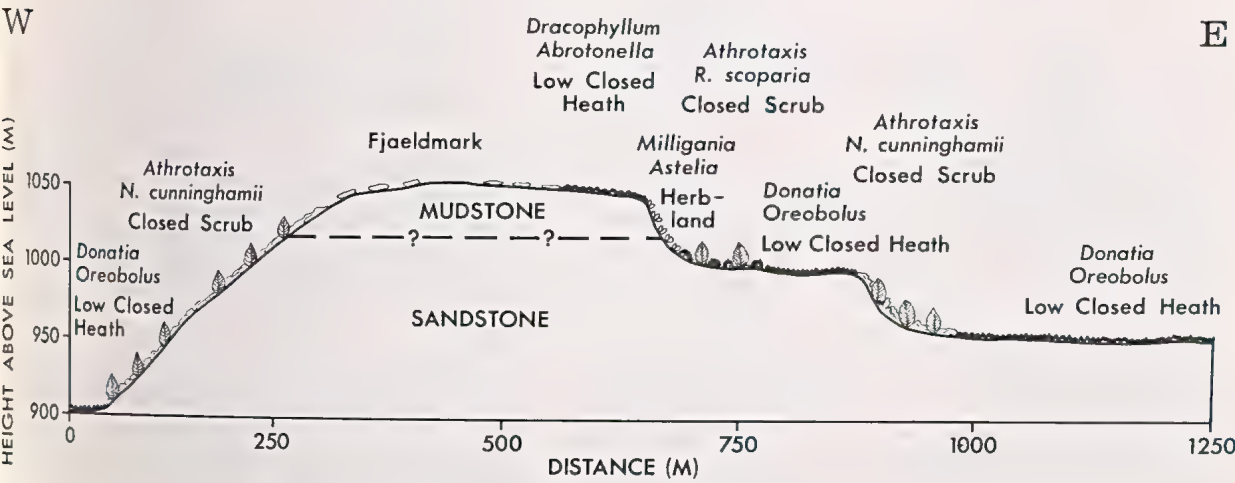 W
E
Dracophyllum
Abrotonella
Low Closed
Heath
Athrotaxis
R. scoparia
Closed Scrub
Athrotaxis
N. cunninghamii
Closed Scrub
Fjaeldmark
Milligania
Astelia
Herb-
land
Athrotaxis
N. cunninghamii
Closed Scrub
Donatia
Oreobolus
Low Closed Heath
Donatia
Oreobolus
Low Closed
Heath
Donatia
Oreobolus
Low Closed Heath
MUDSTONE
? ?
SANDSTONE
HEIGHT ABOVE SEA LEVEL (M)
1050
1000
950
900
0 250 500 750 1000 1250
DISTANCE (M)